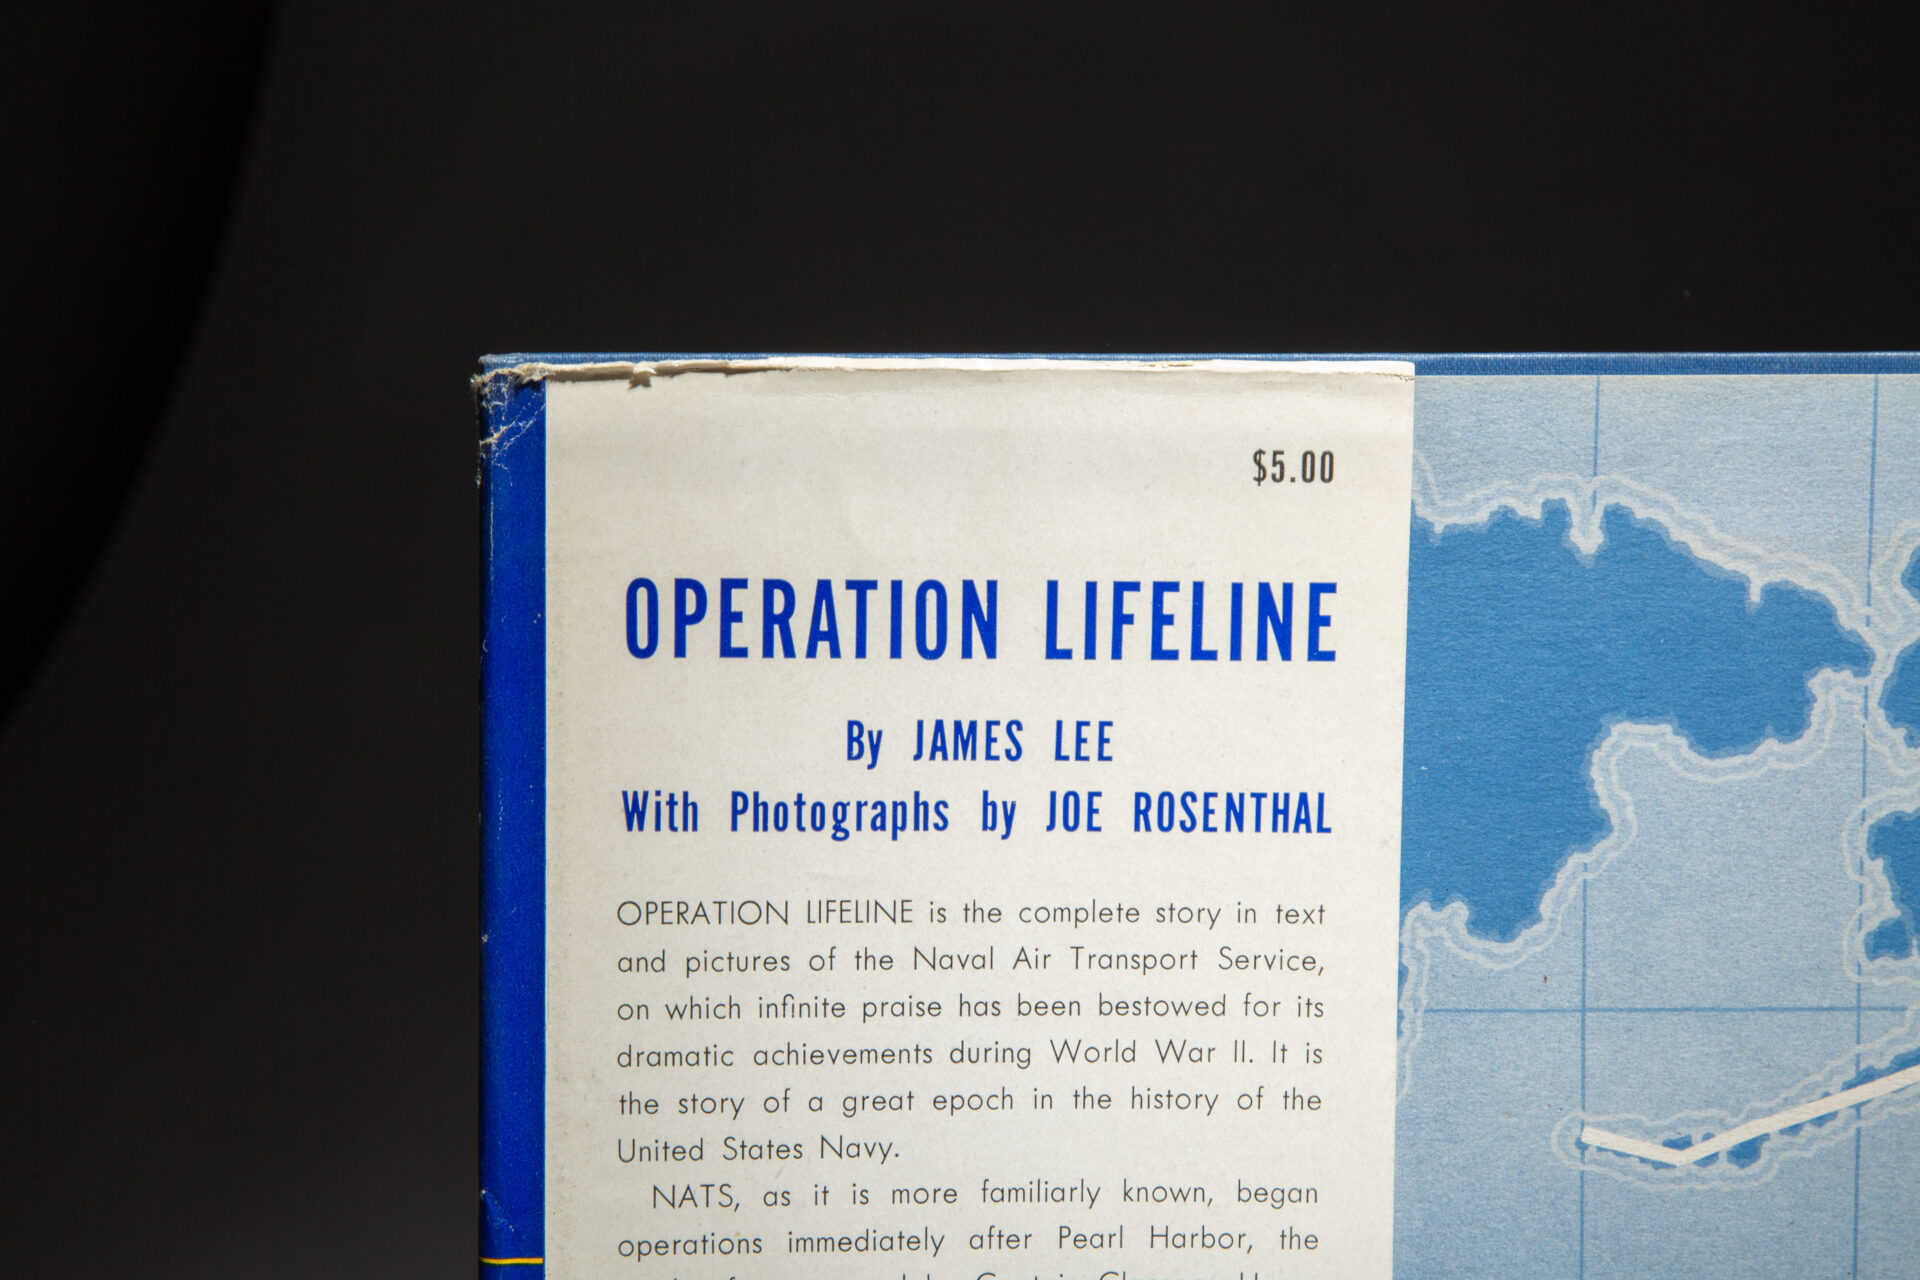 $5.00
OPERATION LIFELINE
By JAMES LEE
With Photographs by JOE ROSENTHAL
OPERATION LIFELINE is the complete story in text
and pictures of the Naval Air Transport Service,
on which infinite praise has been bestowed for its
dramatic achievements during World War II. It is
the story of a great epoch in the history of the
United States Navy.
NATS, as it is more familiarly known, began
operations immediately after Pearl Harbor, the